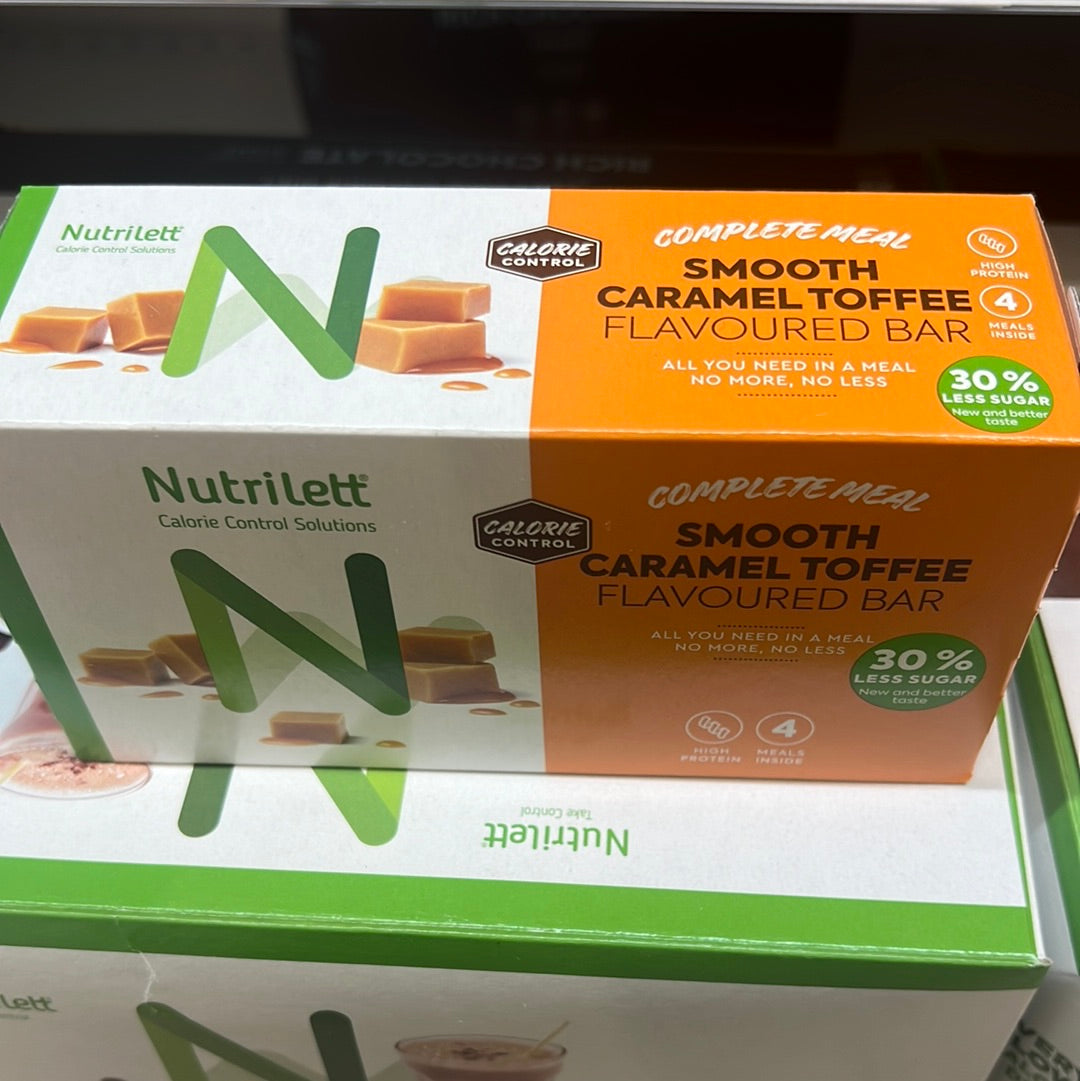 RICH CHOCOLATE
Nutrilett®
Calorie Control Solutions
CALORIE
CONTROL
COMPLETE MEAL
SMOOTH
CARAMEL TOFFEE
FLAVOURED BAR
ALL YOU NEED IN A MEAL
NO MORE, NO LESS
HIGH
PROTEIN
4
MEALS
INSIDE
30 %
LESS SUGAR
New and better
taste
Nutrilett®
Calorie Control Solutions
CALORIE
CONTROL
COMPLETE MEAL
SMOOTH
CARAMEL TOFFEE
FLAVOURED BAR
ALL YOU NEED IN A MEAL
NO MORE, NO LESS
30 %
LESS SUGAR
New and better
taste
HIGH
PROTEIN
4
MEALS
INSIDE
Nutrilett®
Take Control
lett